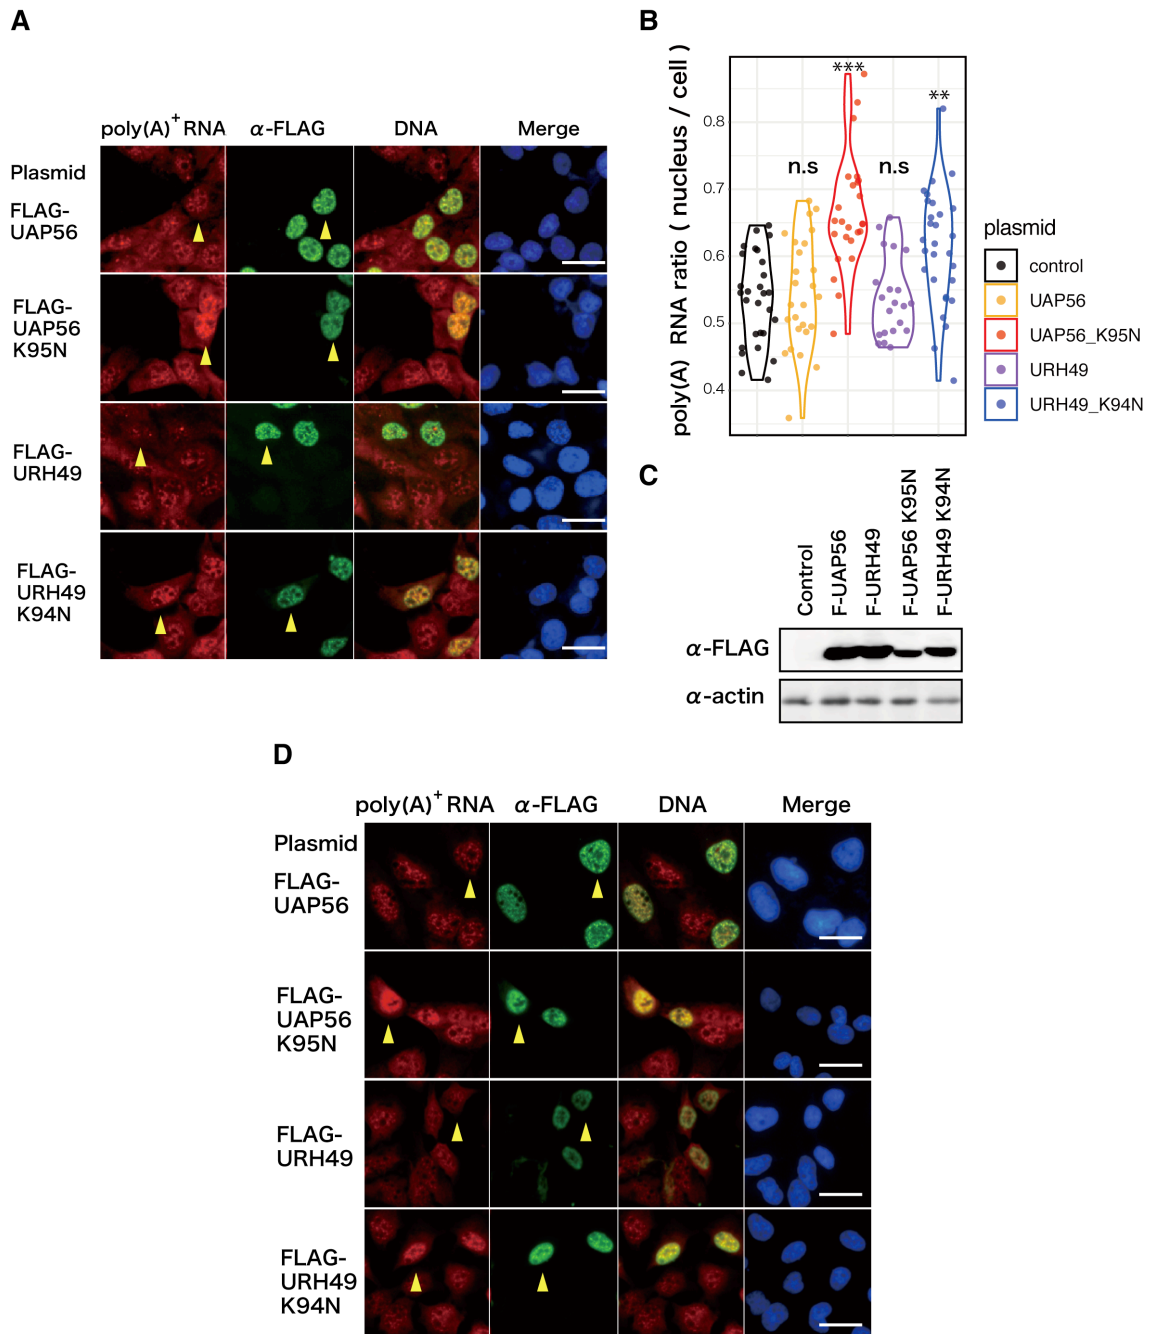 A
poly(A)+ RNA α-FLAG DNA Merge
Plasmid
FLAG-
UAP56
FLAG-
UAP56
K95N
FLAG-
URH49
FLAG-
URH49
K94N
B
poly(A) RNA ratio ( nucleus / cell )
0.8
0.7
0.6
0.5
0.4
n.s
***
n.s
**
plasmid
control
UAP56
UAP56_K95N
URH49
URH49_K94N
C
Control
F-UAP56
F-URH49
F-UAP56 K95N
F-URH49 K94N
α-FLAG
α-actin
D
poly(A)+ RNA α-FLAG DNA Merge
Plasmid
FLAG-
UAP56
FLAG-
UAP56
K95N
FLAG-
URH49
FLAG-
URH49
K94N